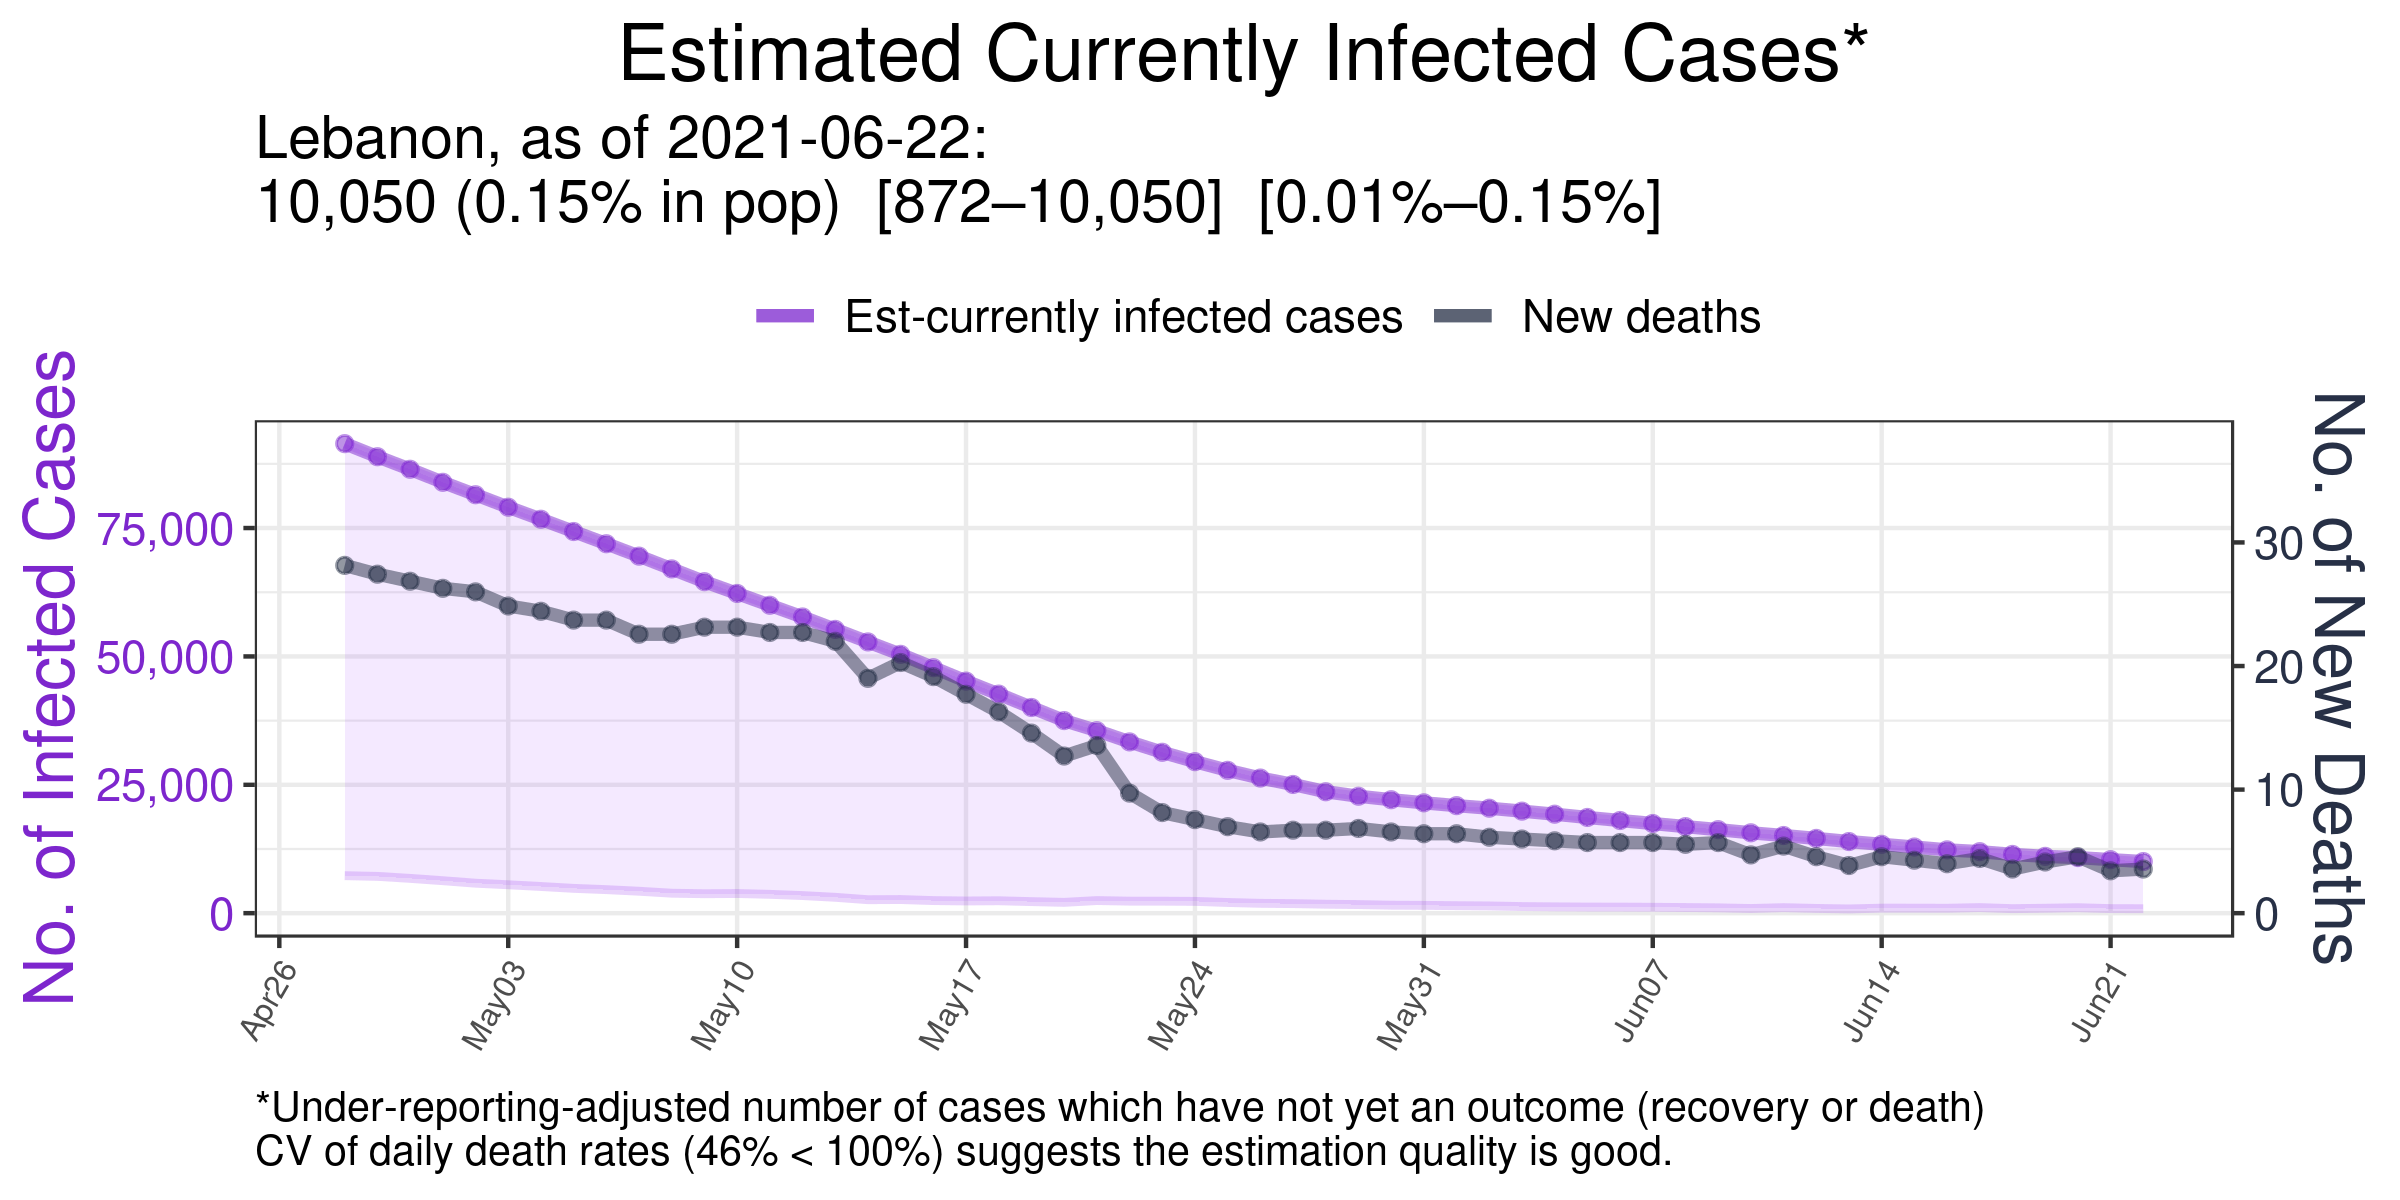 Estimated Currently Infected Cases*
Lebanon, as of 2021-06-22:
10,050 (0.15% in pop)  [872–10,050]  [0.01%–0.15%]
Est-currently infected cases
New deaths
No. of Infected Cases
75,000
50,000
25,000
0
No. of New Deaths
30
20
10
0
Apr26
May03
May10
May17
May24
May31
Jun07
Jun14
Jun21
*Under-reporting-adjusted number of cases which have not yet an outcome (recovery or death)
CV of daily death rates (46% < 100%) suggests the estimation quality is good.